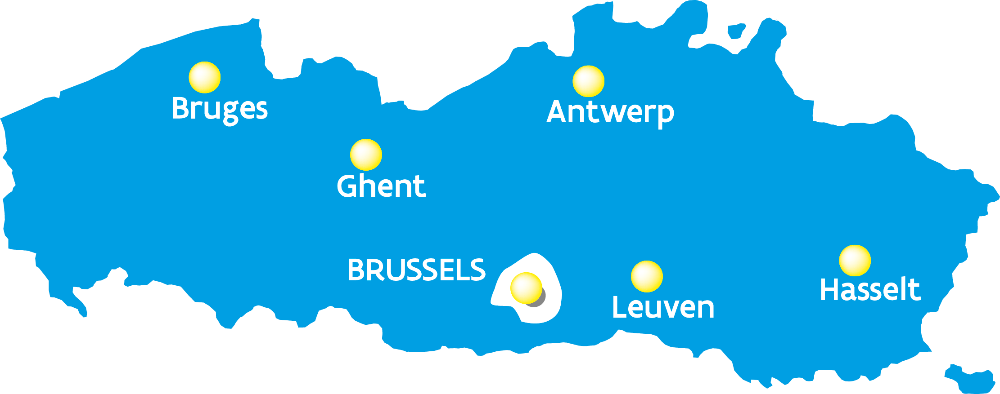 Bruges
Antwerp
Ghent
BRUSSELS
Leuven
Hasselt